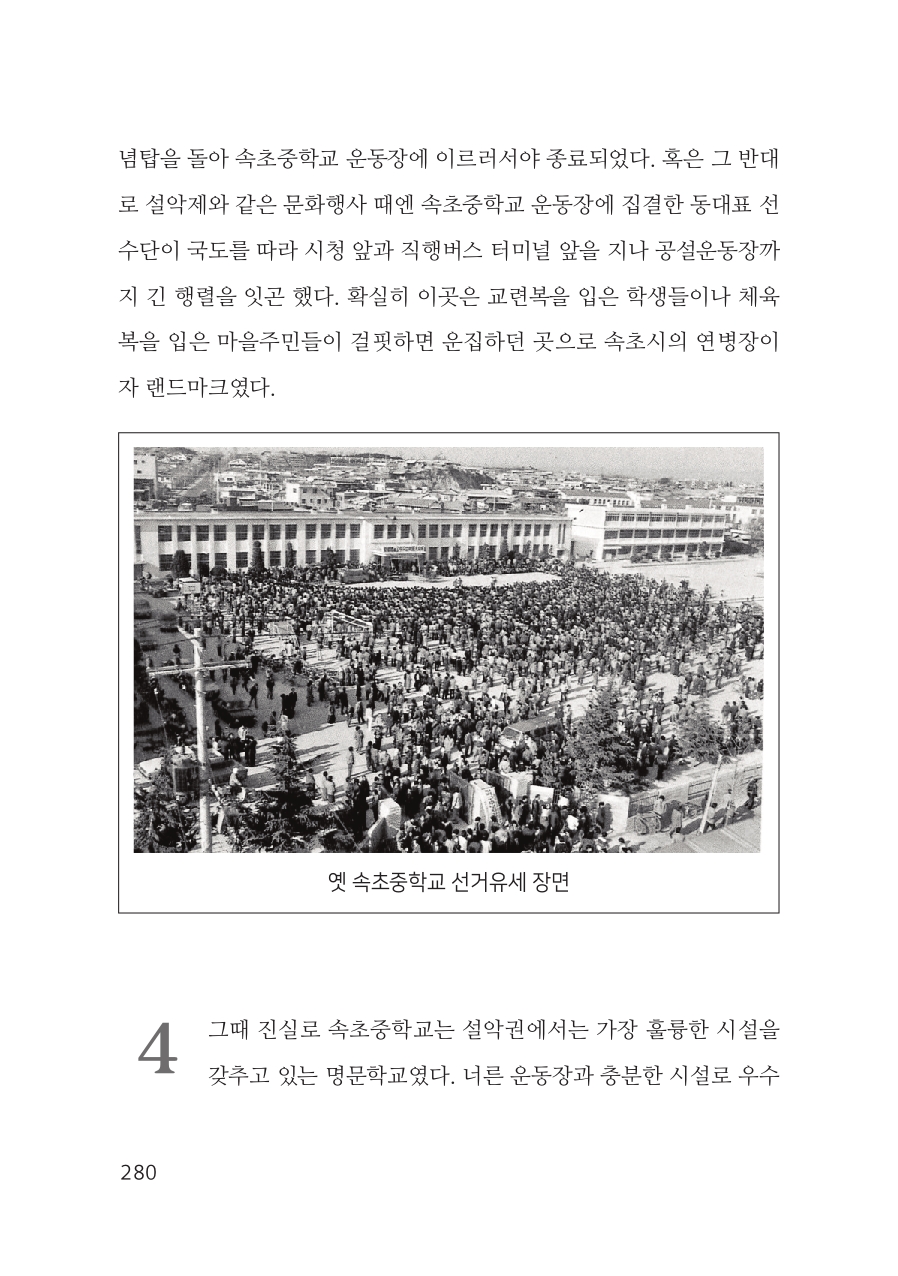 념탑을 돌아 속초중학교 운동장에 이르러서야 종료되었다. 혹은 그 반대
로 설악제와 같은 문화행사 때엔 속초중학교 운동장에 집결한 동대표 선
수단이 국도를 따라 시청 앞과 직행버스 터미널 앞을 지나 공설운동장까
지 긴 행렬을 잇곤 했다. 확실히 이곳은 교련복을 입은 학생들이나 체육
복을 입은 마을주민들이 걸핏하면 운집하던 곳으로 속초시의 연병장이
자 랜드마크였다.
옛 속초중학교 선거유세 장면
4
그때 진실로 속초중학교는 설악권에서는 가장 훌륭한 시설을
갖추고 있는 명문학교였다. 너른 운동장과 충분한 시설로 우수
280